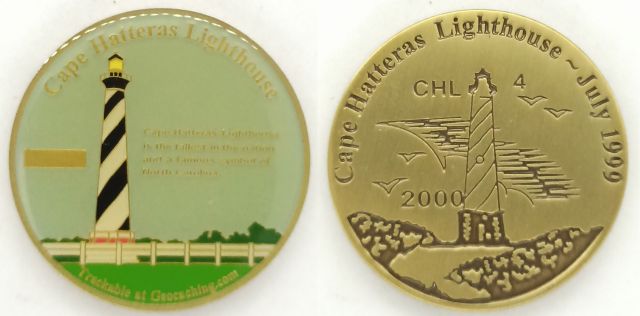 Cape Hatteras Lighthouse
Cape Hatteras Lighthouse
is the tallest in the nation
and a famous symbol of
North Carolina.
Trackable at Geocaching.com
Cape Hatteras Lighthouse ~ July 1999
CHL 4
2000